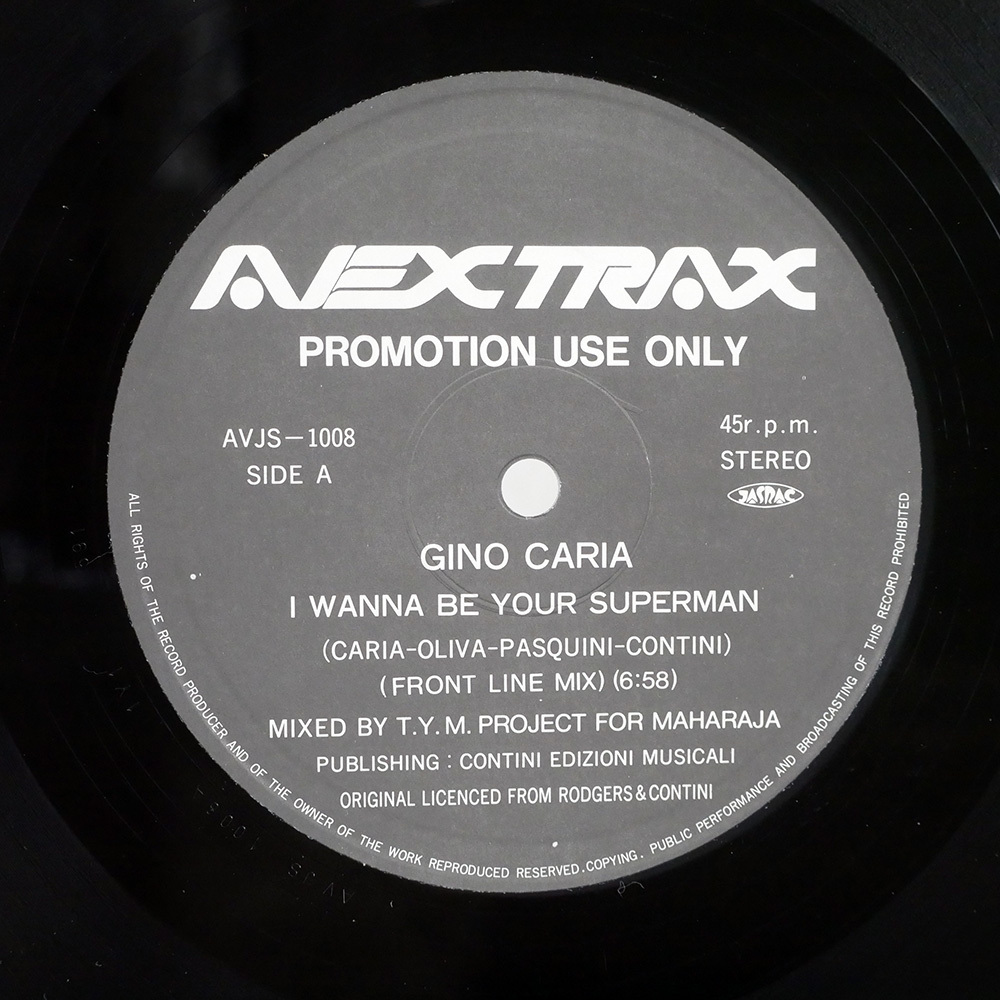 AVEX TRAX
PROMOTION USE ONLY
AVJS-1008
SIDE A
45r.p.m.
STEREO
JASRAC
GINO CARIA
I WANNA BE YOUR SUPERMAN
(CARIA-OLIVA-PASQUINI-CONTINI)
(FRONT LINE MIX) (6:58)
MIXED BY T.Y.M. PROJECT FOR MAHARAJA
PUBLISHING : CONTINI EDIZIONI MUSICALI
ORIGINAL LICENCED FROM RODGERS & CONTINI
ALL RIGHTS OF THE RECORD PRODUCER AND OF THE OWNER OF THE WORK REPRODUCED RESERVED. COPYING. PUBLIC PERFORMANCE AND BROADCASTING OF THIS RECORD PROHIBITED